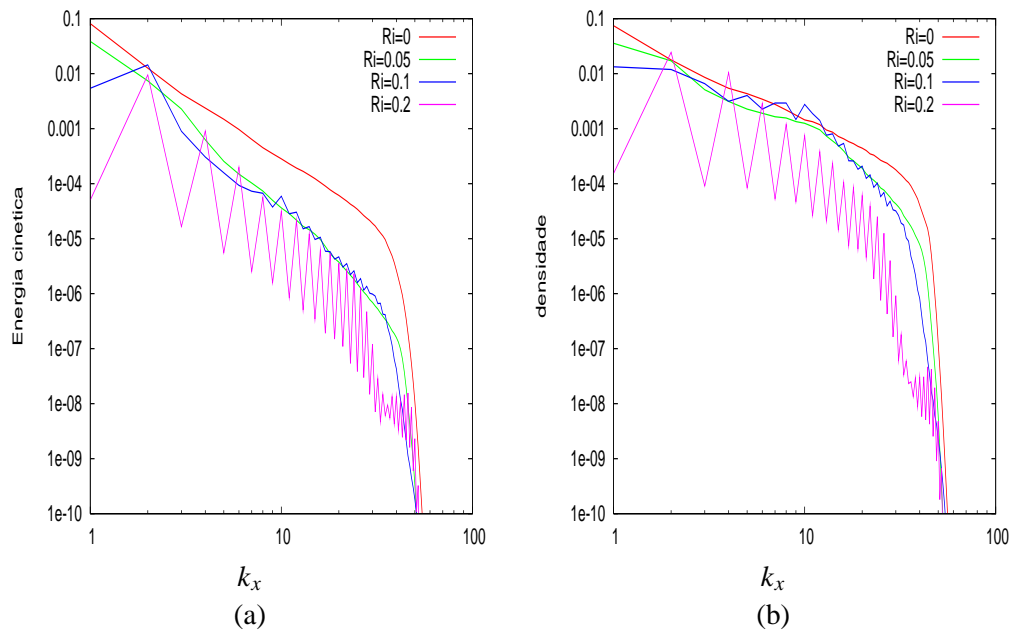 0.1
0.01
0.001
1e-04
1e-05
1e-06
1e-07
1e-08
1e-09
1e-10
1
10
100
Energia cinetica
Ri=0
Ri=0.05
Ri=0.1
Ri=0.2
k_x
(a)
0.1
0.01
0.001
1e-04
1e-05
1e-06
1e-07
1e-08
1e-09
1e-10
1
10
100
densidade
Ri=0
Ri=0.05
Ri=0.1
Ri=0.2
k_x
(b)